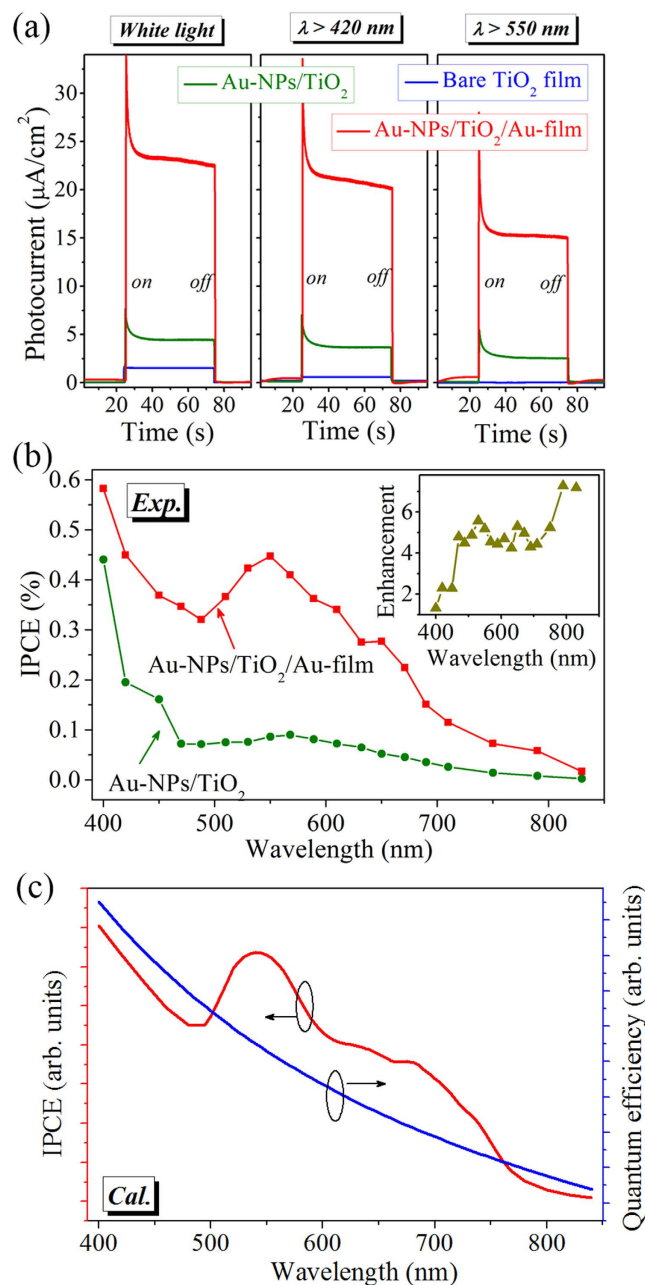 (a)
White light
λ > 420 nm
λ > 550 nm
Au-NPs/TiO₂
Bare TiO₂ film
Au-NPs/TiO₂/Au-film
Photocurrent (μA/cm²)
30
25
20
15
10
5
0
on
off
on
off
on
off
20 40 60 80
20 40 60 80
20 40 60 80
Time (s)
Time (s)
Time (s)
(b)
Exp.
IPCE (%)
0.6
0.5
0.4
0.3
0.2
0.1
0.0
Au-NPs/TiO₂/Au-film
Au-NPs/TiO₂
Enhancement
6
4
2
400 600 800
Wavelength (nm)
400 500 600 700 800
Wavelength (nm)
(c)
IPCE (arb. units)
Quantum efficiency (arb. units)
Cal.
400 500 600 700 800
Wavelength (nm)